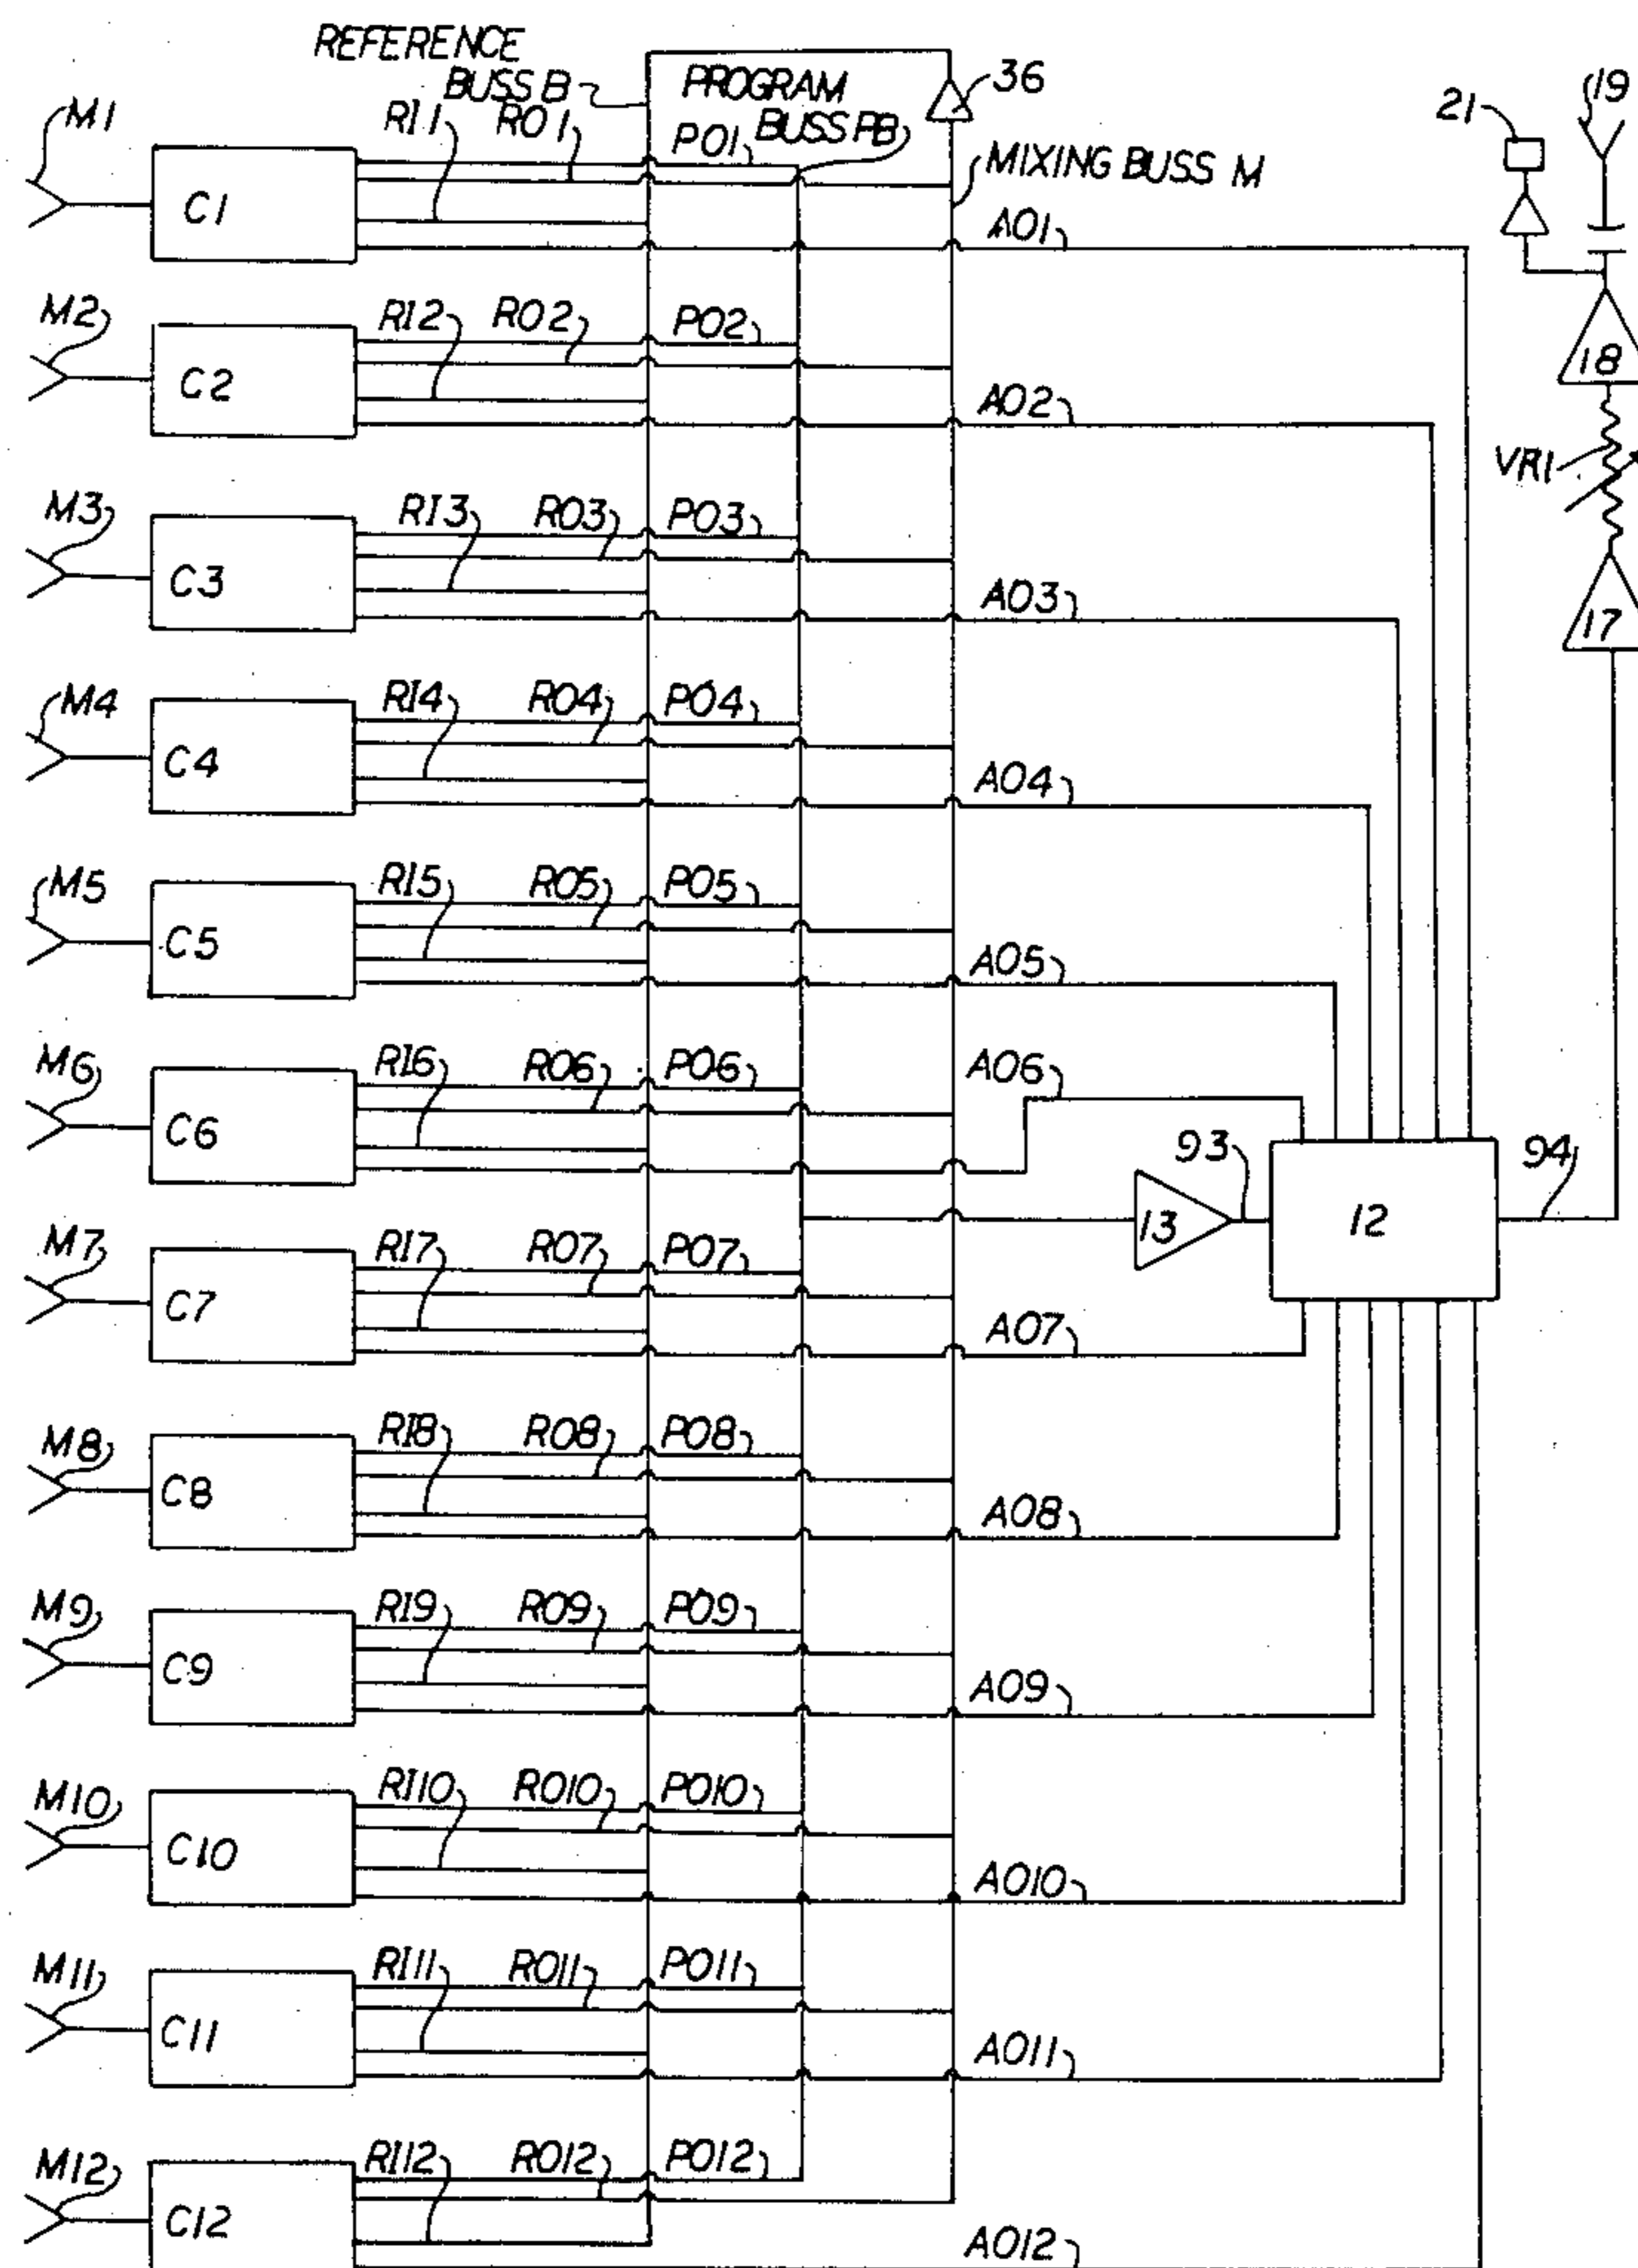 REFERENCE
BUSS B
PROGRAM
BUSS PB
36
19
21
M1
RI1
RO1
PO1
MIXING BUSS M
C1
AO1
M2
RI2
RO2
PO2
18
C2
AO2
VR1
M3
RI3
RO3
PO3
C3
AO3
17
M4
RI4
RO4
PO4
C4
AO4
M5
RI5
RO5
PO5
C5
AO5
M6
RI6
RO6
PO6
AO6
C6
93
94
13
12
M7
RI7
RO7
PO7
C7
AO7
M8
RI8
RO8
PO8
C8
AO8
M9
RI9
RO9
PO9
C9
AO9
M10
RI10
RO10
PO10
C10
AO10
M11
RI11
RO11
PO11
C11
AO11
M12
RI12
RO12
PO12
C12
AO12